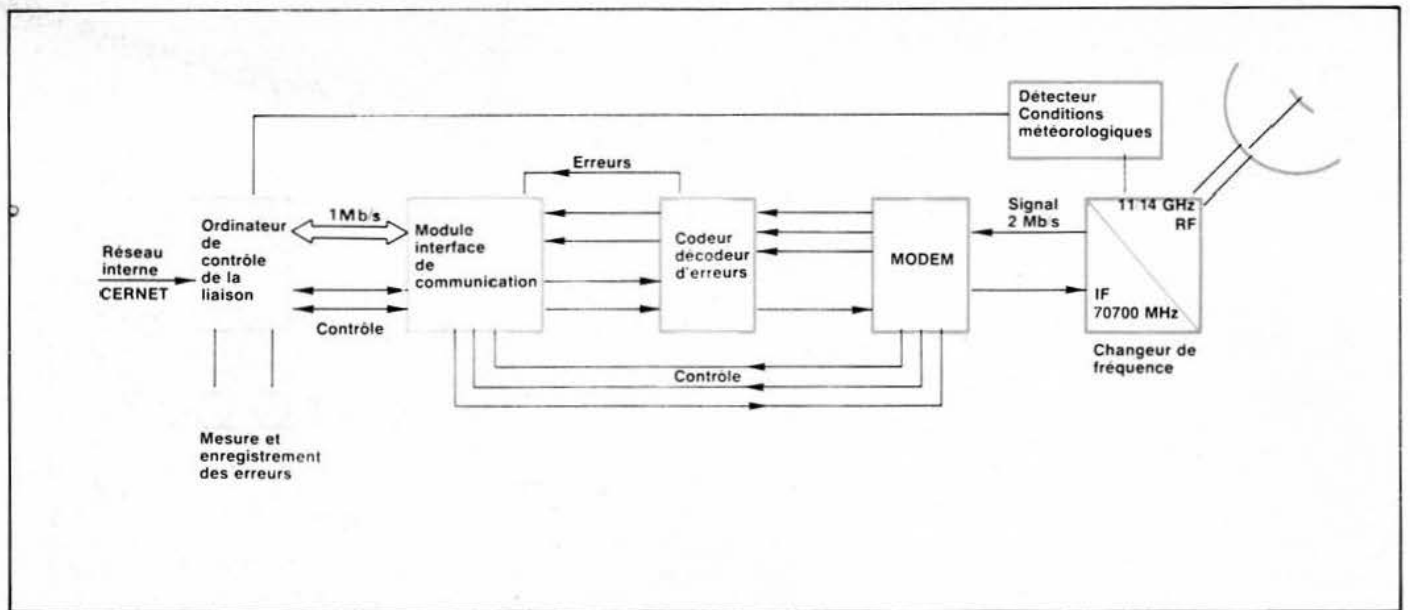 Détecteur
Conditions
météorologiques
Erreurs
1 Mb/s
Ordinateur
de
contrôle
de la
liaison
Réseau
interne
CERNET
Contrôle
Module
interface
de
communication
Codeur
décodeur
d'erreurs
MODEM
Signal
2 Mb/s
11/14 GHz
RF
IF
70700 MHz
Changeur de
fréquence
Contrôle
Mesure et
enregistrement
des erreurs